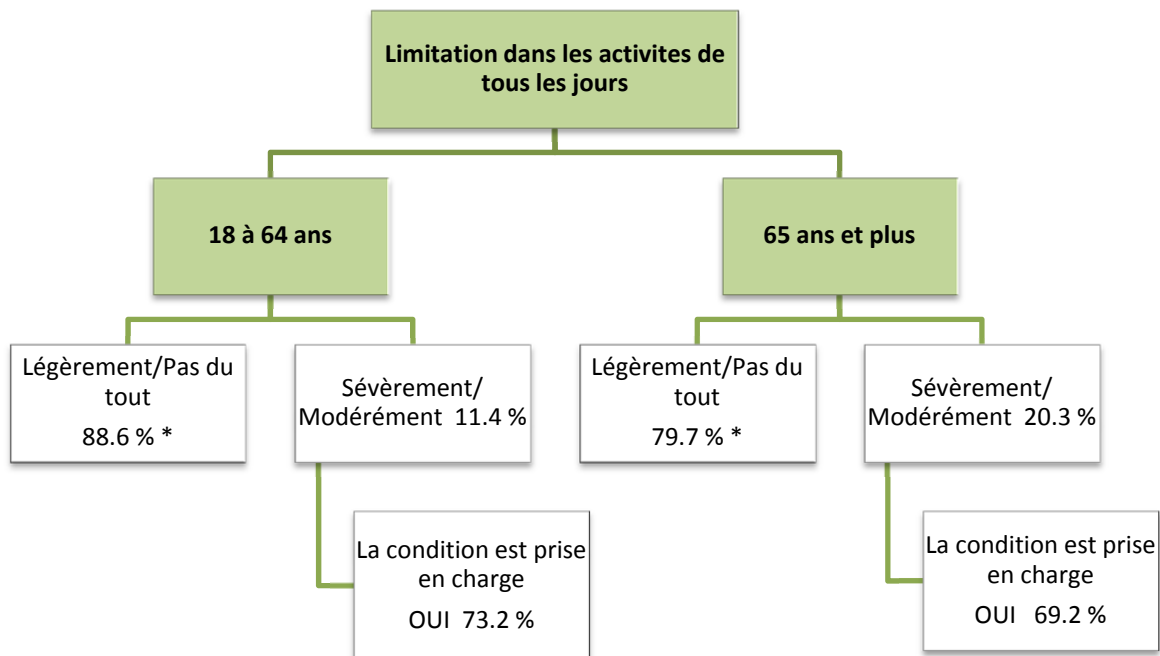 Limitation dans les activites de
tous les jours
18 à 64 ans
65 ans et plus
Légèrement/Pas du
tout
88.6 % *
Sévèrement/
Modérément 11.4 %
Légèrement/Pas du
tout
79.7 % *
Sévèrement/
Modérément 20.3 %
La condition est prise
en charge
OUI 73.2 %
La condition est prise
en charge
OUI 69.2 %